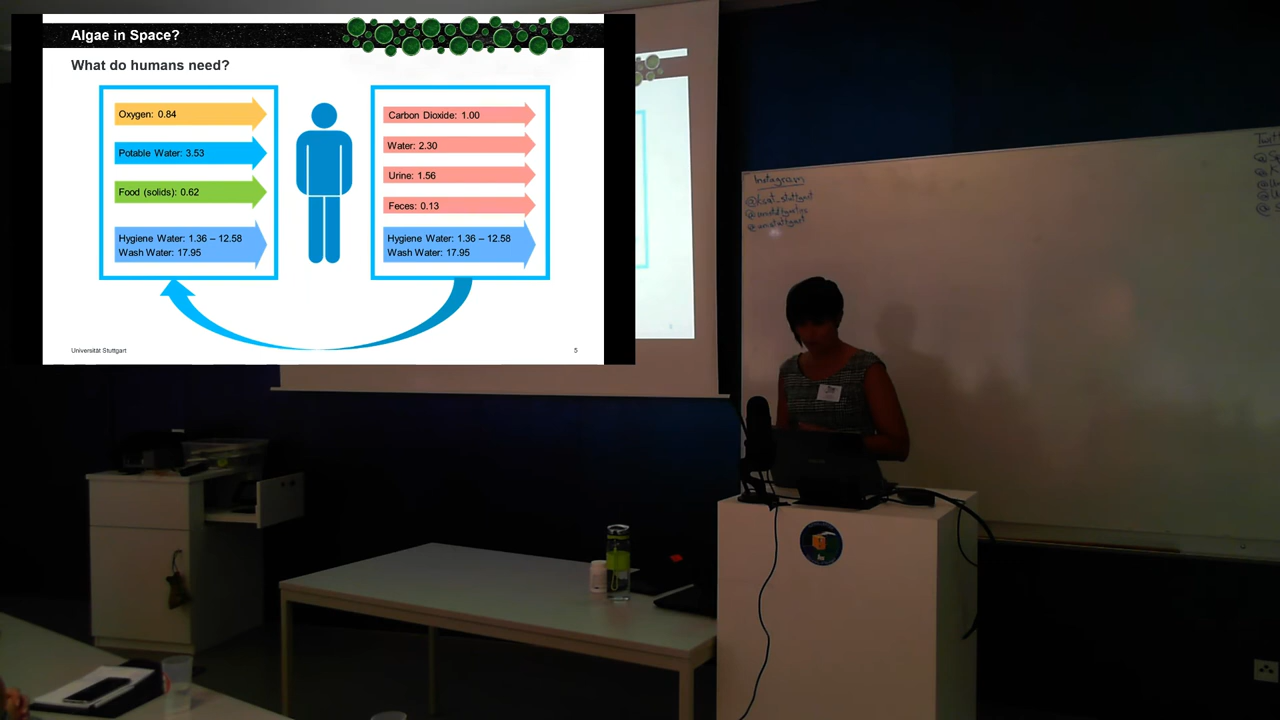 Algae in Space?
What do humans need?
Oxygen: 0.84
Potable Water: 3.53
Food (solids): 0.62
Hygiene Water: 1.36 – 12.58
Wash Water: 17.95
Carbon Dioxide: 1.00
Water: 2.30
Urine: 1.56
Feces: 0.13
Hygiene Water: 1.36 – 12.58
Wash Water: 17.95
Universität Stuttgart
5
Instagram
@ksat_stuttgart